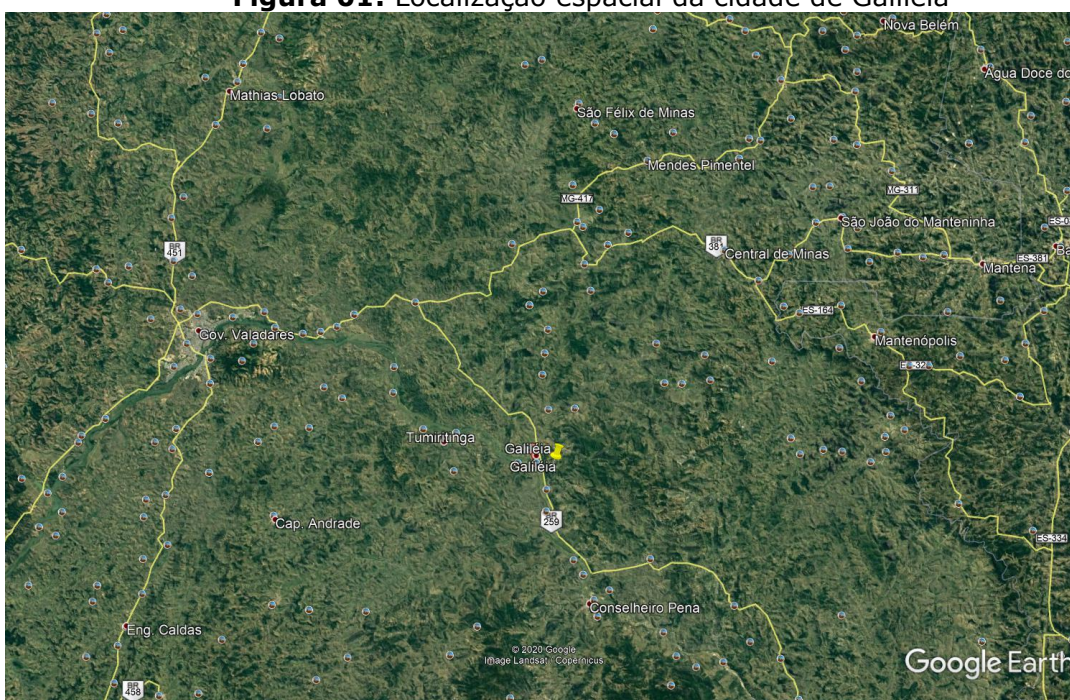 Figura 01: Localização espacial da cidade de Galiléia
Nova Belém
Água Doce do
Mathias Lobato
São Félix de Minas
Mendes Pimentel
MG-417
MG-311
São João do Manteninha
ES-0
BR
451
BR
381
Central de Minas
ES-381
Ba
Mantena
ES-164
Gov. Valadares
Mantenópolis
Tumiritinga
Galiléia
Galiléia
BR
259
Cap. Andrade
ES-334
Conselheiro Pena
Eng. Caldas
© 2020 Google
Image Landsat / Copernicus
Google Earth
BR
458